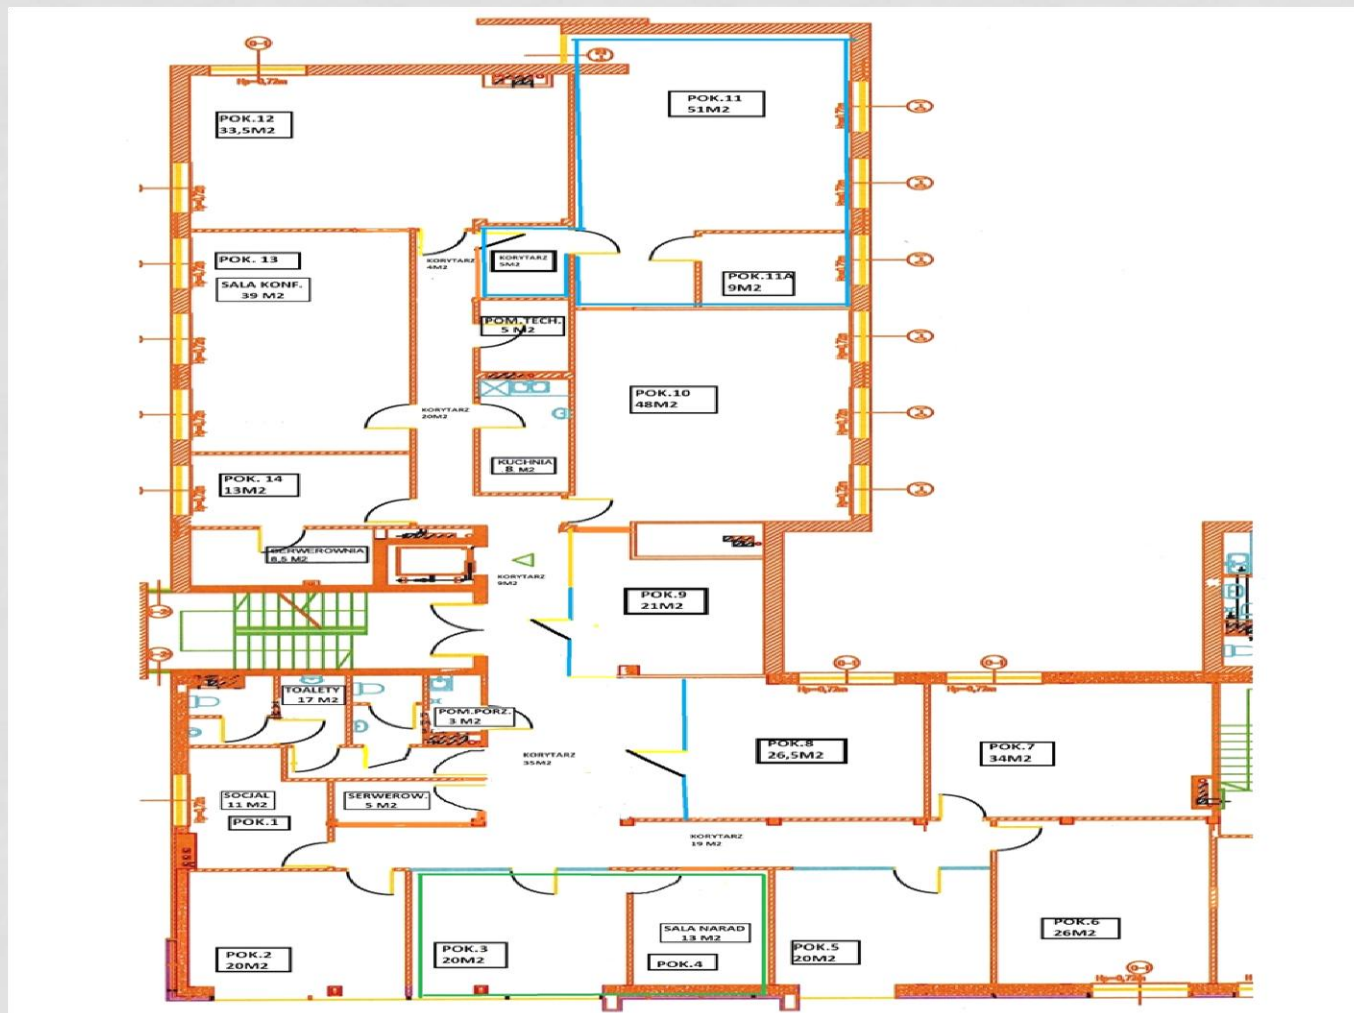 POK.11
51M2
POK.12
33,5M2
POK. 13
SALA KONF.
39 M2
KORYTARZ
4M2
KORYTARZ
5M2
POK.11A
9M2
POM.TECH.
5 M2
POK.10
48M2
KORYTARZ
20M2
KUCHNIA
8 M2
POK. 14
13M2
SERWEROWNIA
8,5 M2
KORYTARZ
9M2
POK.9
21M2
TOALETY
17 M2
POM.PORZ.
3 M2
KORYTARZ
35M2
POK.8
26,5M2
POK.7
34M2
SOCJAL
11 M2
POK.1
SERWEROW.
5 M2
KORYTARZ
19 M2
POK.2
20M2
POK.3
20M2
SALA NARAD
13 M2
POK.4
POK.5
20M2
POK.6
26M2